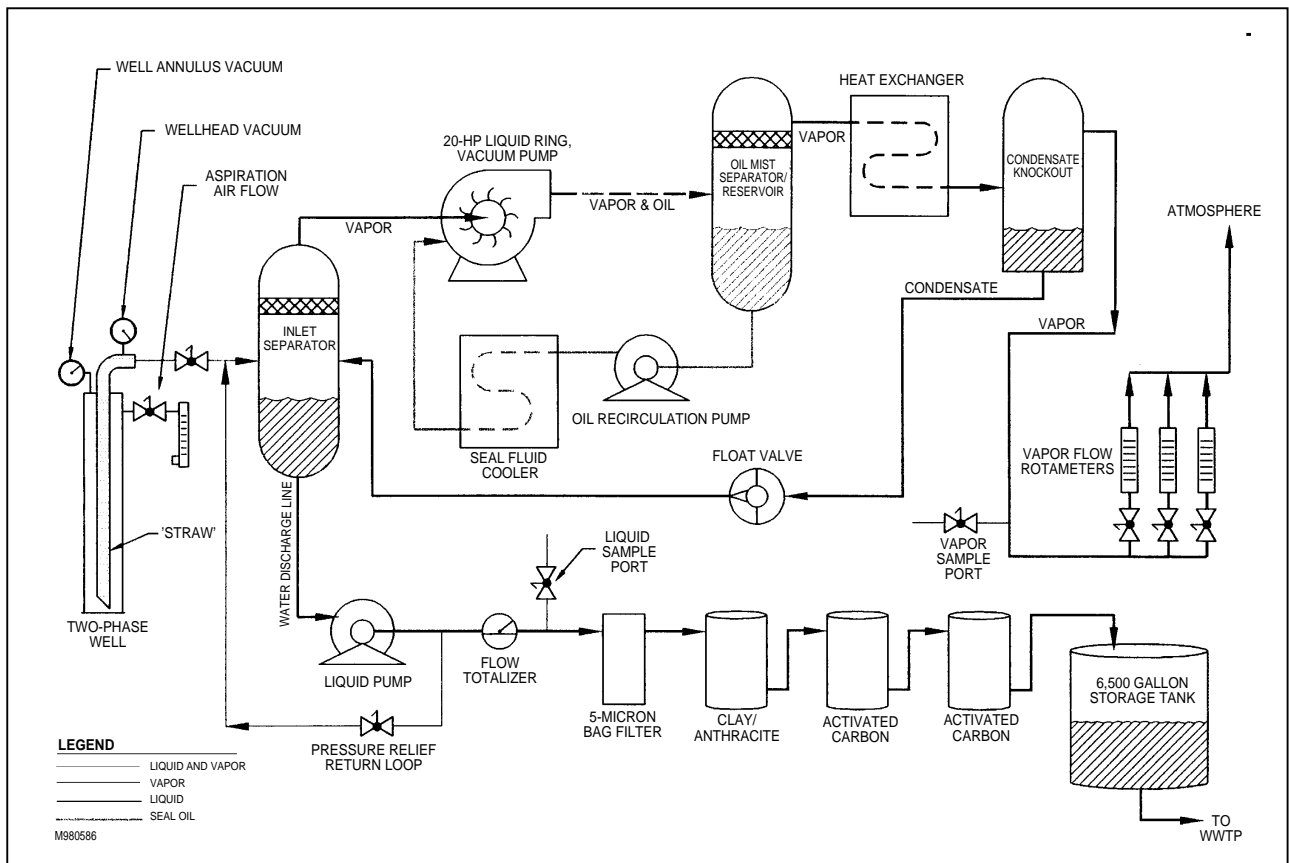 WELL ANNULUS VACUUM
WELLHEAD VACUUM
ASPIRATION
AIR FLOW
20-HP LIQUID RING,
VACUUM PUMP
HEAT EXCHANGER
VAPOR
OIL MIST
SEPARATOR/
RESERVOIR
CONDENSATE
KNOCKOUT
VAPOR
VAPOR & OIL
ATMOSPHERE
CONDENSATE
VAPOR
INLET
SEPARATOR
OIL RECIRCULATION PUMP
SEAL FLUID
COOLER
FLOAT VALVE
VAPOR FLOW
ROTAMETERS
'STRAW'
WATER DISCHARGE LINE
LIQUID
SAMPLE
PORT
VAPOR
SAMPLE
PORT
TWO-PHASE
WELL
LIQUID PUMP
FLOW
TOTALIZER
5-MICRON
BAG FILTER
CLAY/
ANTHRACITE
ACTIVATED
CARBON
ACTIVATED
CARBON
6,500 GALLON
STORAGE TANK
PRESSURE RELIEF
RETURN LOOP
LEGEND
LIQUID AND VAPOR
VAPOR
LIQUID
SEAL OIL
M980586
TO
WWTP